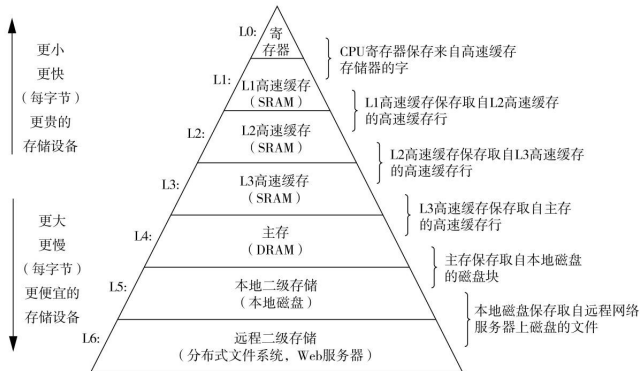 更小
更快
（每字节）
更贵的
存储设备
更大
更慢
（每字节）
更便宜的
存储设备
L0:
寄
存器
L1:
L1高速缓存
（SRAM）
L2:
L2高速缓存
（SRAM）
L3:
L3高速缓存
（SRAM）
L4:
主存
（DRAM）
L5:
本地二级存储
（本地磁盘）
L6:
远程二级存储
（分布式文件系统，Web服务器）
CPU寄存器保存来自高速缓存
存储器的字
L1高速缓存保存取自L2高速缓存
的高速缓存行
L2高速缓存保存取自L3高速缓存
的高速缓存行
L3高速缓存保存取自主存
的高速缓存行
主存保存取自本地磁盘
的磁盘块
本地磁盘保存取自远程网络
服务器上磁盘的文件